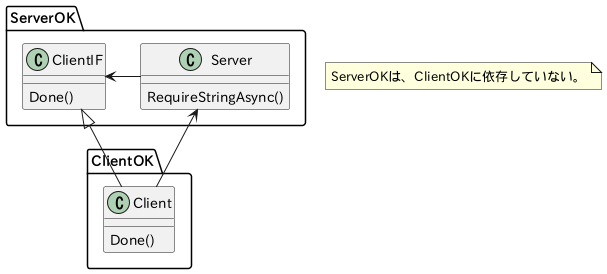 ServerOK
C ClientIF
Done()
C Server
RequireStringAsync()
ServerOKは、ClientOKに依存していない。
ClientOK
C Client
Done()